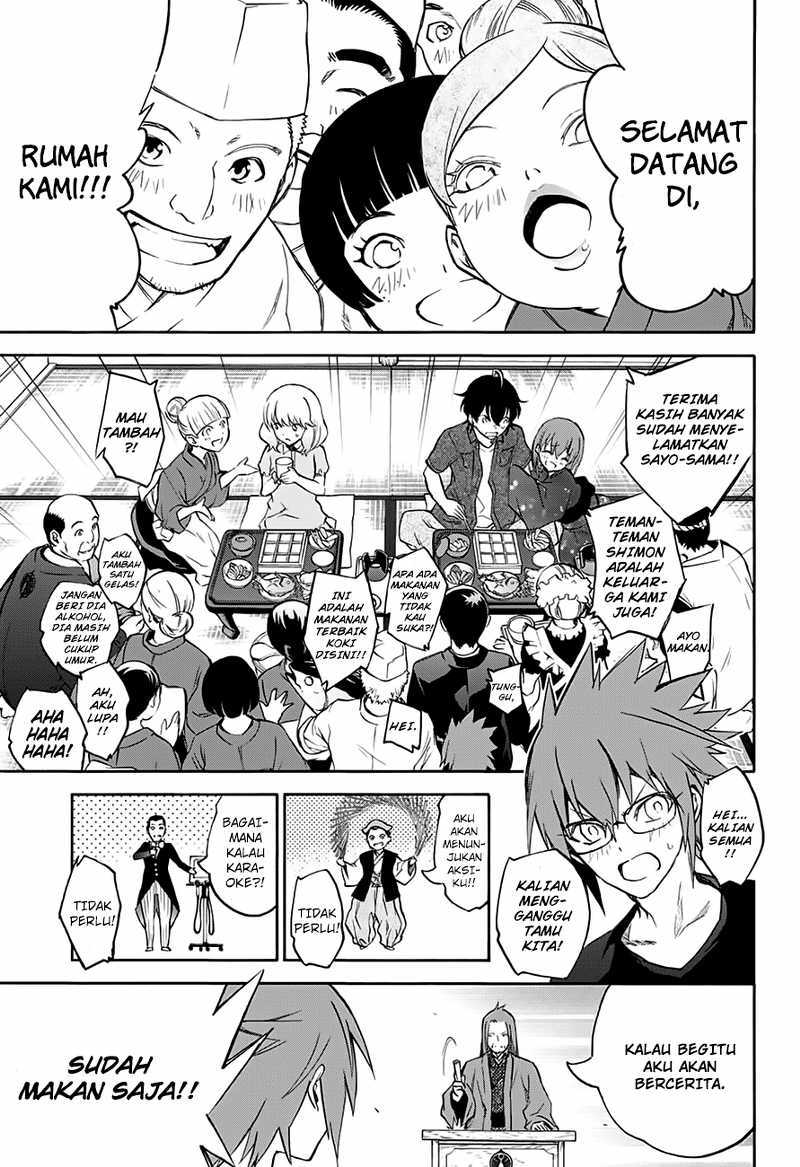 SELAMAT
DATANG
DI,
RUMAH
KAMI!!!
TERIMA
KASIH BANYAK
SUDAH MENYE-
LAMATKAN
SAYO-SAMA!!
MAU
TAMBAH
?!
TEMAN-
TEMAN
SHIMON
ADALAH
KELUAR-
GA KAMI
JUGA!
AYO
MAKAN.
APA ADA
MAKANAN
YANG
TIDAK
KAU
SUKA?!
INI
ADALAH
MAKANAN
TERBAIK
KOKI
DISINI!!
AKU
TAMBAH
SATU
GELAS!
JANGAN
BERI DIA
ALKOHOL,
DIA MASIH
BELUM
CUKUP
UMUR.
AH,
AKU
LUPA
!!
AHA
HAHA
HAHA!
TUNG-
GU,
HEI.
HEI...
KALIAN
SEMUA
!!
KALIAN
MENG-
GANGGU
TAMU
KITA!
AKU
AKAN
MENUN-
JUKAN
AKSI-
KU!!
TIDAK
PERLU!
BAGAI-
MANA
KALAU
KARA-
OKE?!
TIDAK
PERLU!
KALAU BEGITU
AKU AKAN
BERCERITA.
SUDAH
MAKAN SAJA!!